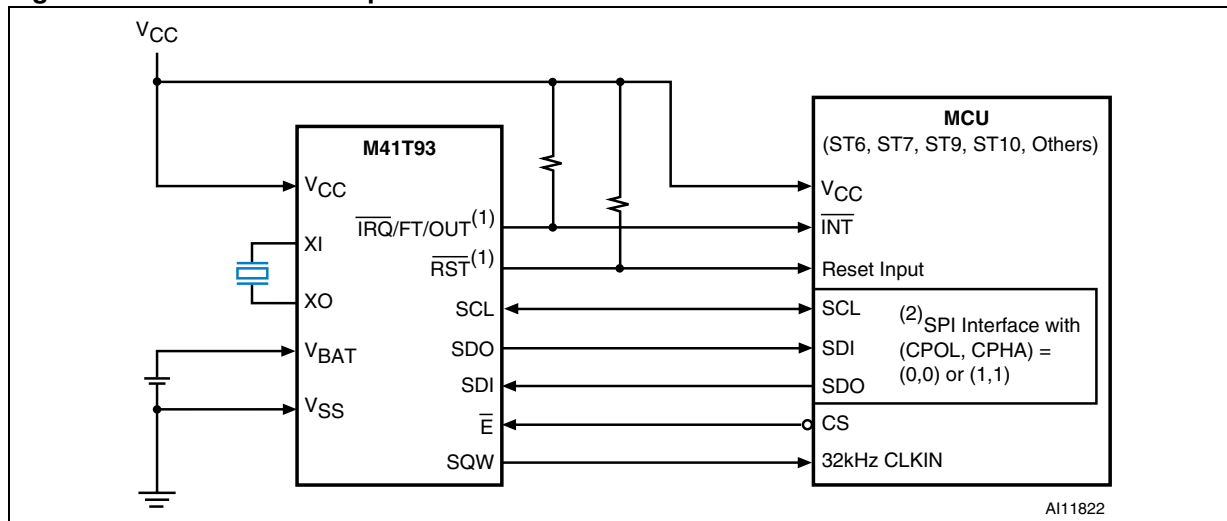 VCC
M41T93
VCC
XI
XO
VBAT
VSS
IRQ/FT/OUT(1)
RST(1)
SCL
SDO
SDI
E
SQW
MCU
(ST6, ST7, ST9, ST10, Others)
VCC
INT
Reset Input
SCL
SDI
SDO
(2)SPI Interface with
(CPOL, CPHA) =
(0,0) or (1,1)
CS
32kHz CLKIN
AI11822